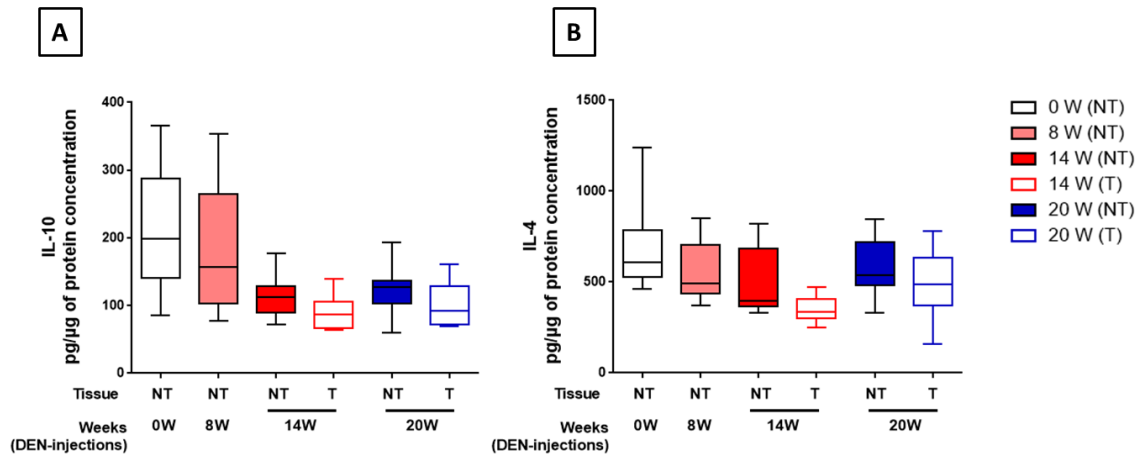 A
B
IL-10
pg/µg of protein concentration
400
300
200
100
0
Tissue NT NT NT T NT T
Weeks 0W 8W 14W 20W
(DEN-injections)
IL-4
pg/µg of protein concentration
1500
1000
500
0
Tissue NT NT NT T NT T
Weeks 0W 8W 14W 20W
(DEN-injections)
0 W (NT)
8 W (NT)
14 W (NT)
14 W (T)
20 W (NT)
20 W (T)